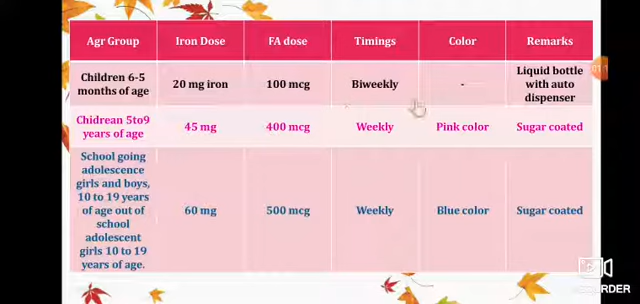 Agr Group Iron Dose FA dose Timings Color Remarks
Children 6-5
months of age
20 mg iron 100 mcg Biweekly -
Liquid bottle
with auto
dispenser
Chidrean 5to9
years of age
45 mg 400 mcg Weekly Pink color Sugar coated
School going
adolescence
girls and boys,
10 to 19 years
of age out of
school
adolescent
girls 10 to 19
years of age.
60 mg 500 mcg Weekly Blue color Sugar coated